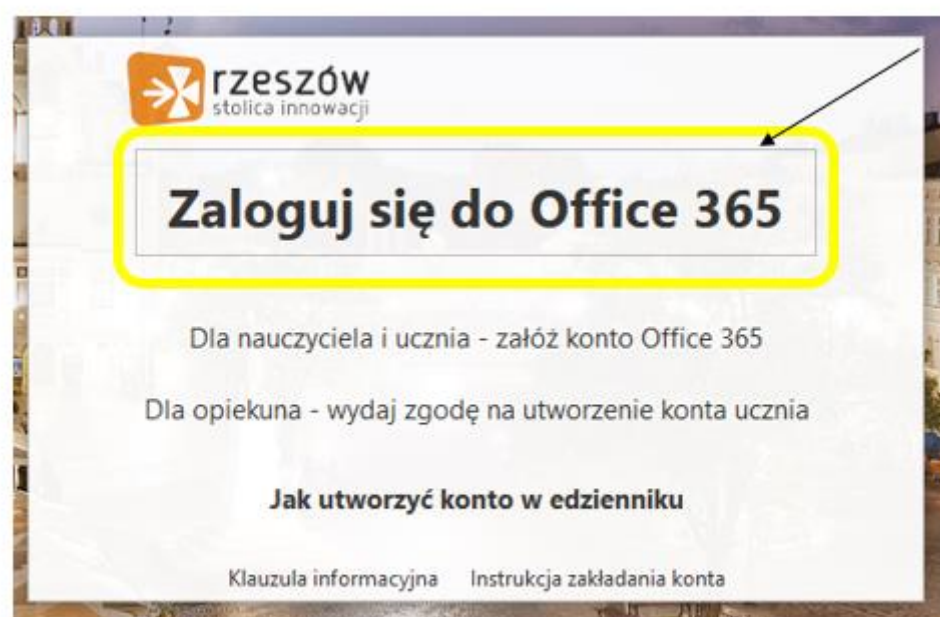 rzeszów
stolica innowacji
Zaloguj się do Office 365
Dla nauczyciela i ucznia - załóż konto Office 365
Dla opiekuna - wydaj zgodę na utworzenie konta ucznia
Jak utworzyć konto w edzienniku
Klauzula informacyjna Instrukcja zakładania konta